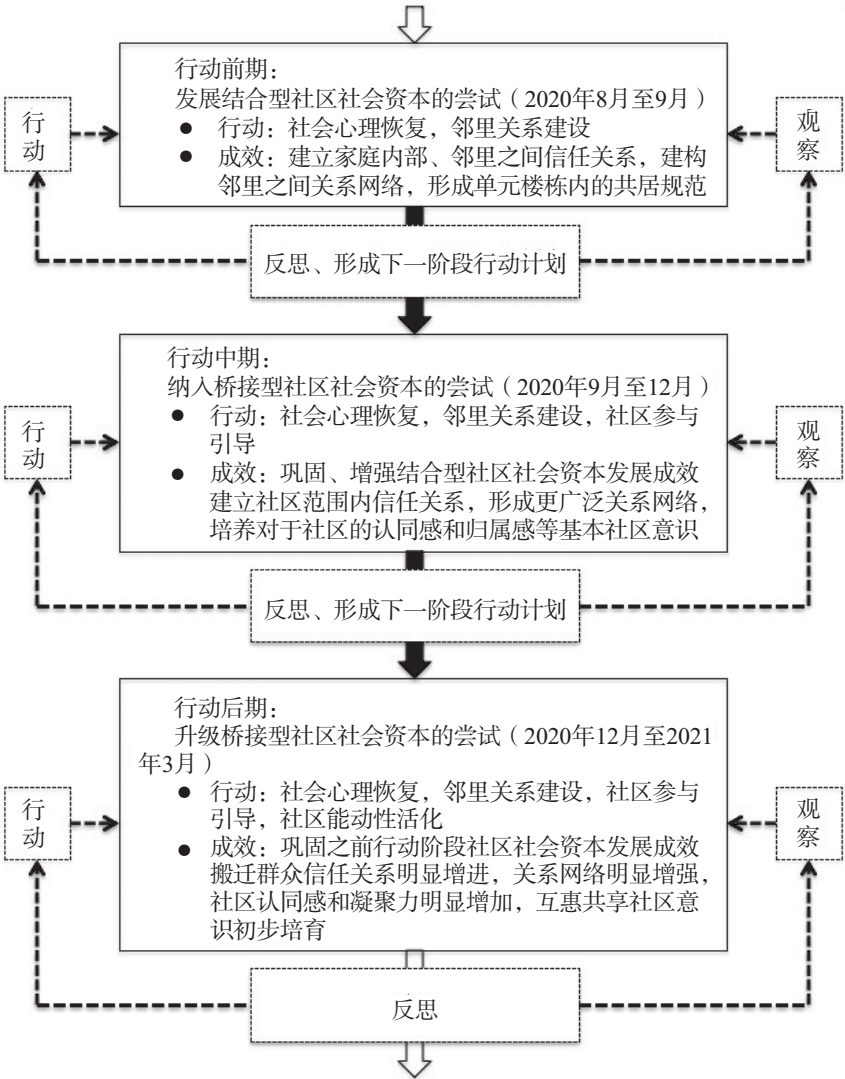 行动前期：
发展结合型社区社会资本的尝试（2020年8月至9月）
● 行动：社会心理恢复，邻里关系建设
● 成效：建立家庭内部、邻里之间信任关系，建构
邻里之间关系网络，形成单元楼栋内的共居规范
行
动
观
察
反思、形成下一阶段行动计划
行动中期：
纳入桥接型社区社会资本的尝试（2020年9月至12月）
● 行动：社会心理恢复，邻里关系建设，社区参与
引导
● 成效：巩固、增强结合型社区社会资本发展成效
建立社区范围内信任关系，形成更广泛关系网络，
培养对于社区的认同感和归属感等基本社区意识
行
动
观
察
反思、形成下一阶段行动计划
行动后期：
升级桥接型社区社会资本的尝试（2020年12月至2021
年3月）
● 行动：社会心理恢复，邻里关系建设，社区参与
引导，社区能动性活化
● 成效：巩固之前行动阶段社区社会资本发展成效
搬迁群众信任关系明显增进，关系网络明显增强，
社区认同感和凝聚力明显增加，互惠共享社区意
识初步培育
行
动
观
察
反思